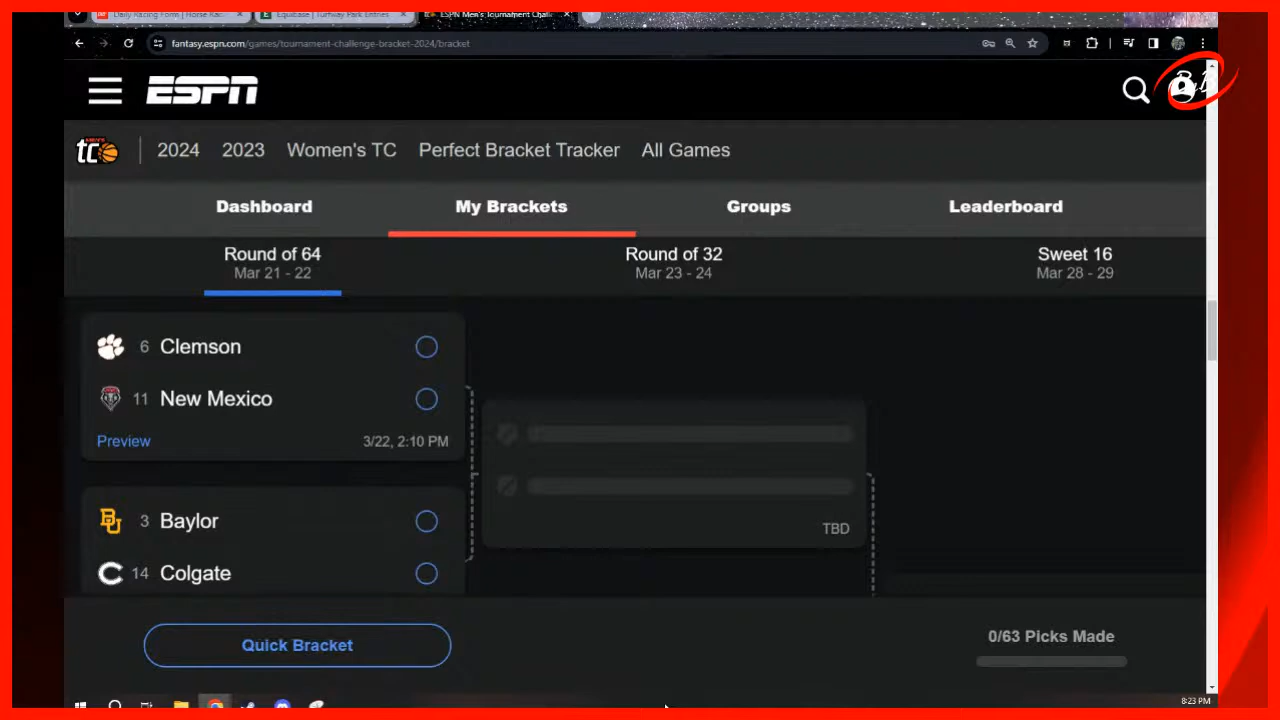 Daily Racing Form | Horse Rac
Equibase | Turfway Park Entries
ESPN Men's Tournament Chall
fantasy.espn.com/games/tournament-challenge-bracket-2024/bracket
ESPN
tc
2024
2023
Women's TC
Perfect Bracket Tracker
All Games
Dashboard
My Brackets
Groups
Leaderboard
Round of 64
Mar 21 - 22
Round of 32
Mar 23 - 24
Sweet 16
Mar 28 - 29
6 Clemson
11 New Mexico
Preview
3/22, 2:10 PM
3 Baylor
14 Colgate
TBD
Quick Bracket
0/63 Picks Made
8:23 PM